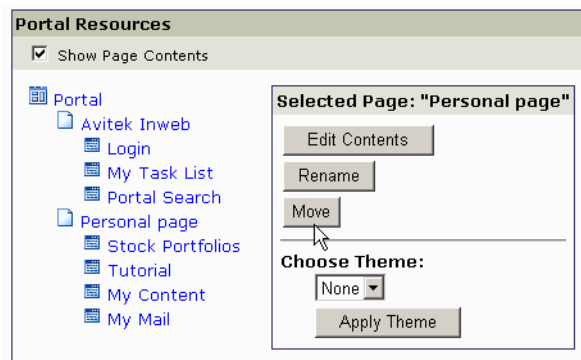 Portal Resources
Show Page Contents
Portal
Avitek Inweb
Login
My Task List
Portal Search
Personal page
Stock Portfolios
Tutorial
My Content
My Mail
Selected Page: "Personal page"
Edit Contents
Rename
Move
Choose Theme:
None
Apply Theme